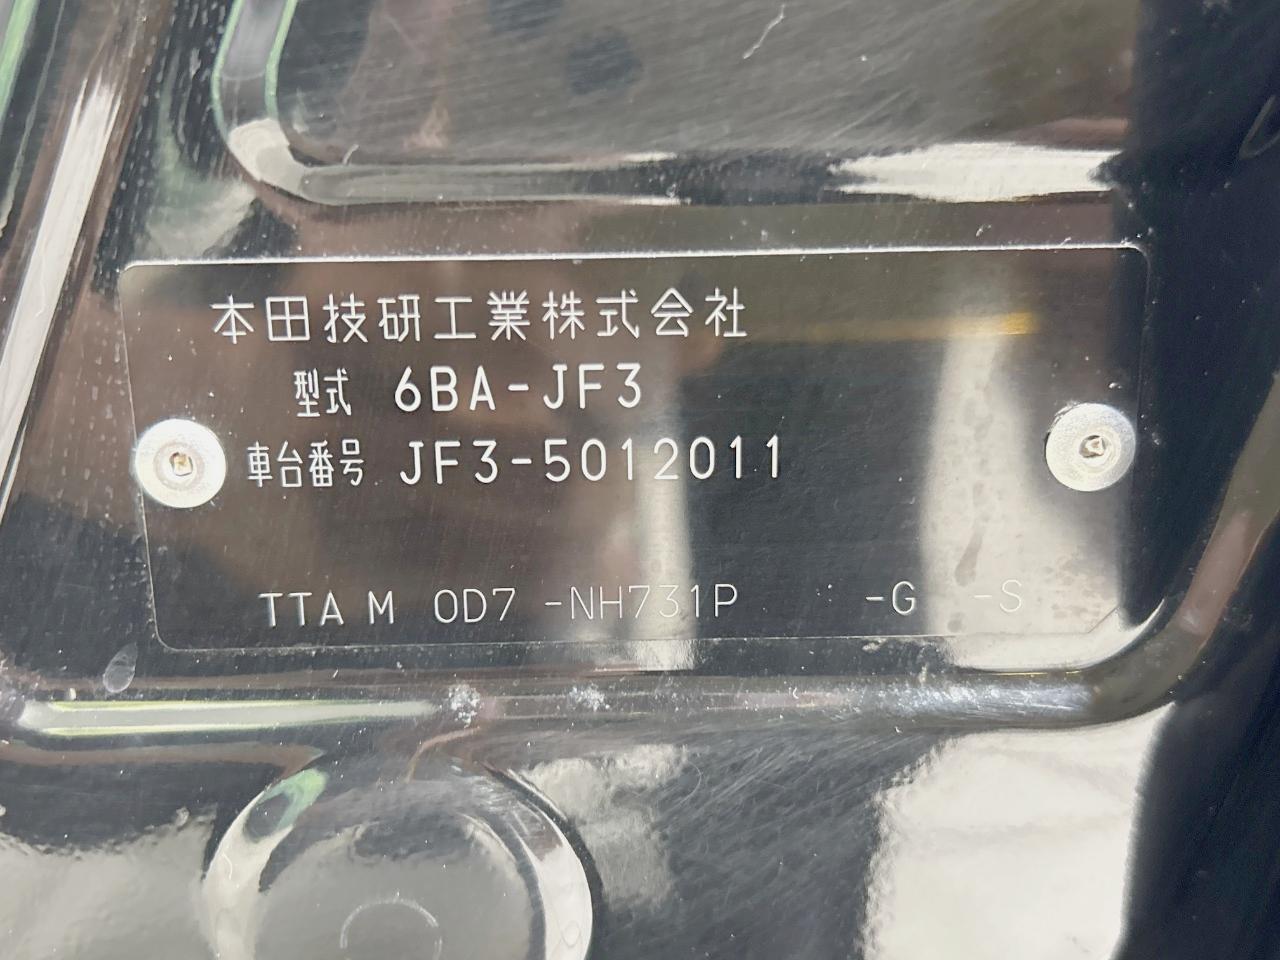 本田技研工業株式会社
型式 6BA-JF3
車台番号 JF3-5012011
TTA M OD7 -NH731P -G -S